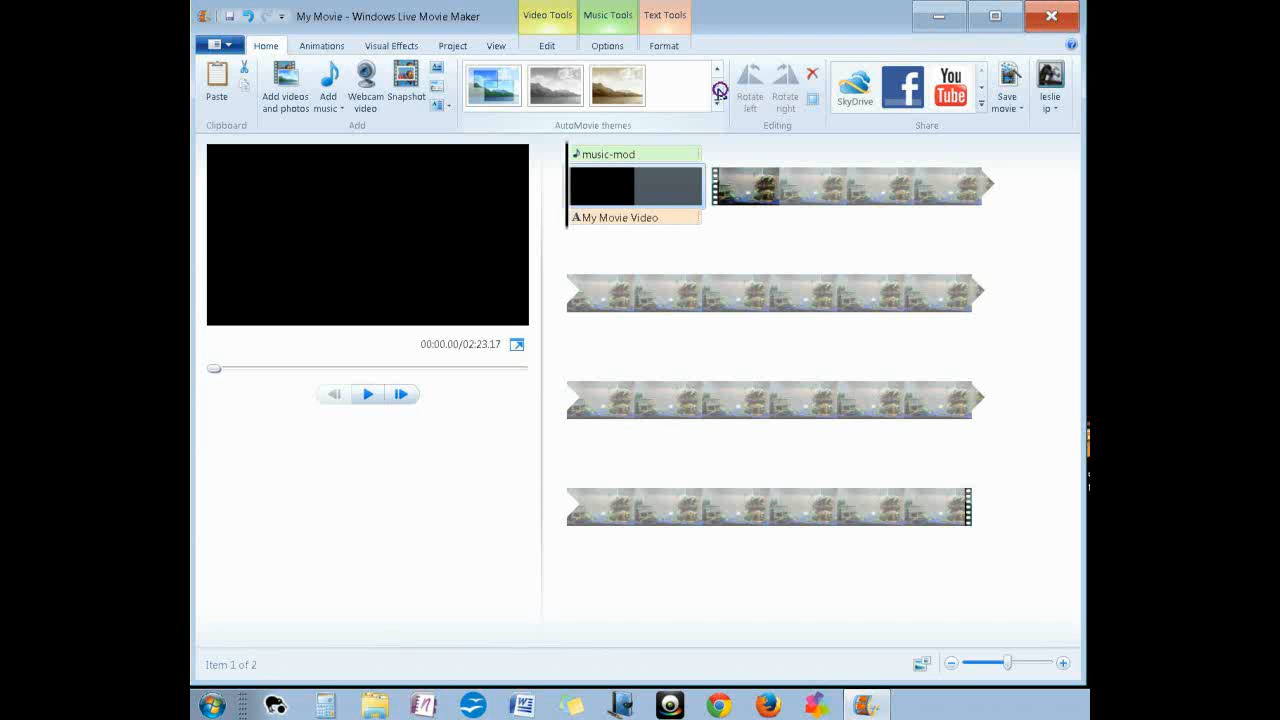 My Movie - Windows Live Movie Maker
Video Tools
Music Tools
Text Tools
Home
Animations
Visual Effects
Project
View
Edit
Options
Format
Paste
Add videos
and photos
Add
music
Webcam
video
Snapshot
Rotate
left
Rotate
right
SkyDrive
You
Tube
Save
movie
leslie
ip
Clipboard
Add
AutoMovie themes
Editing
Share
music-mod
My Movie Video
00:00.00/02:23.17
Item 1 of 2